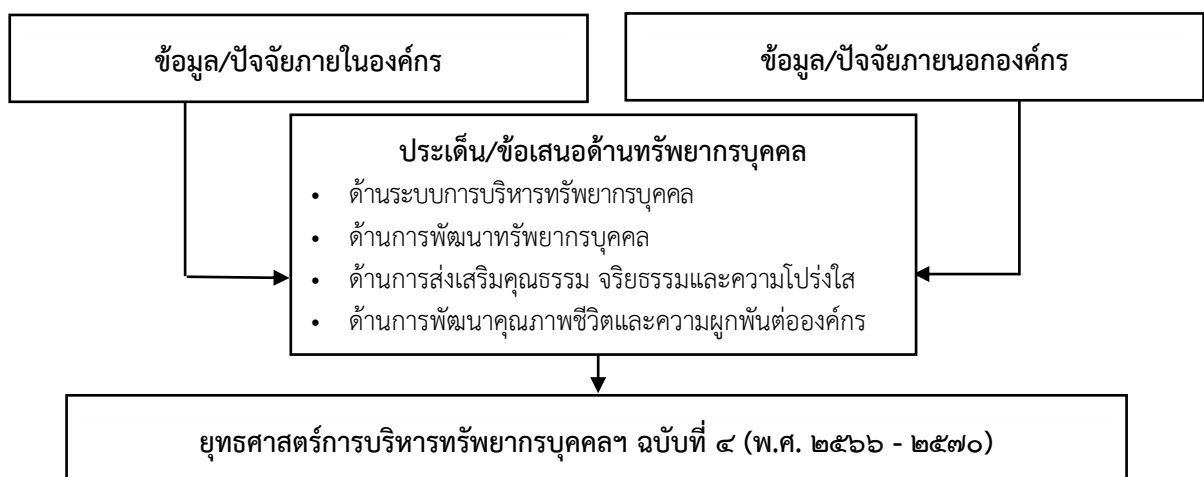 ข้อมูล/ปัจจัยภายในองค์กร
ข้อมูล/ปัจจัยภายนอกองค์กร
ประเด็น/ข้อเสนอด้านทรัพยากรบุคคล
• ด้านระบบการบริหารทรัพยากรบุคคล
• ด้านการพัฒนาทรัพยากรบุคคล
• ด้านการส่งเสริมคุณธรรม จริยธรรมและความโปร่งใส
• ด้านการพัฒนาคุณภาพชีวิตและความผูกพันต่อองค์กร
ยุทธศาสตร์การบริหารทรัพยากรบุคคลฯ ฉบับที่ ๔ (พ.ศ. ๒๕๖๖ - ๒๕๗๐)